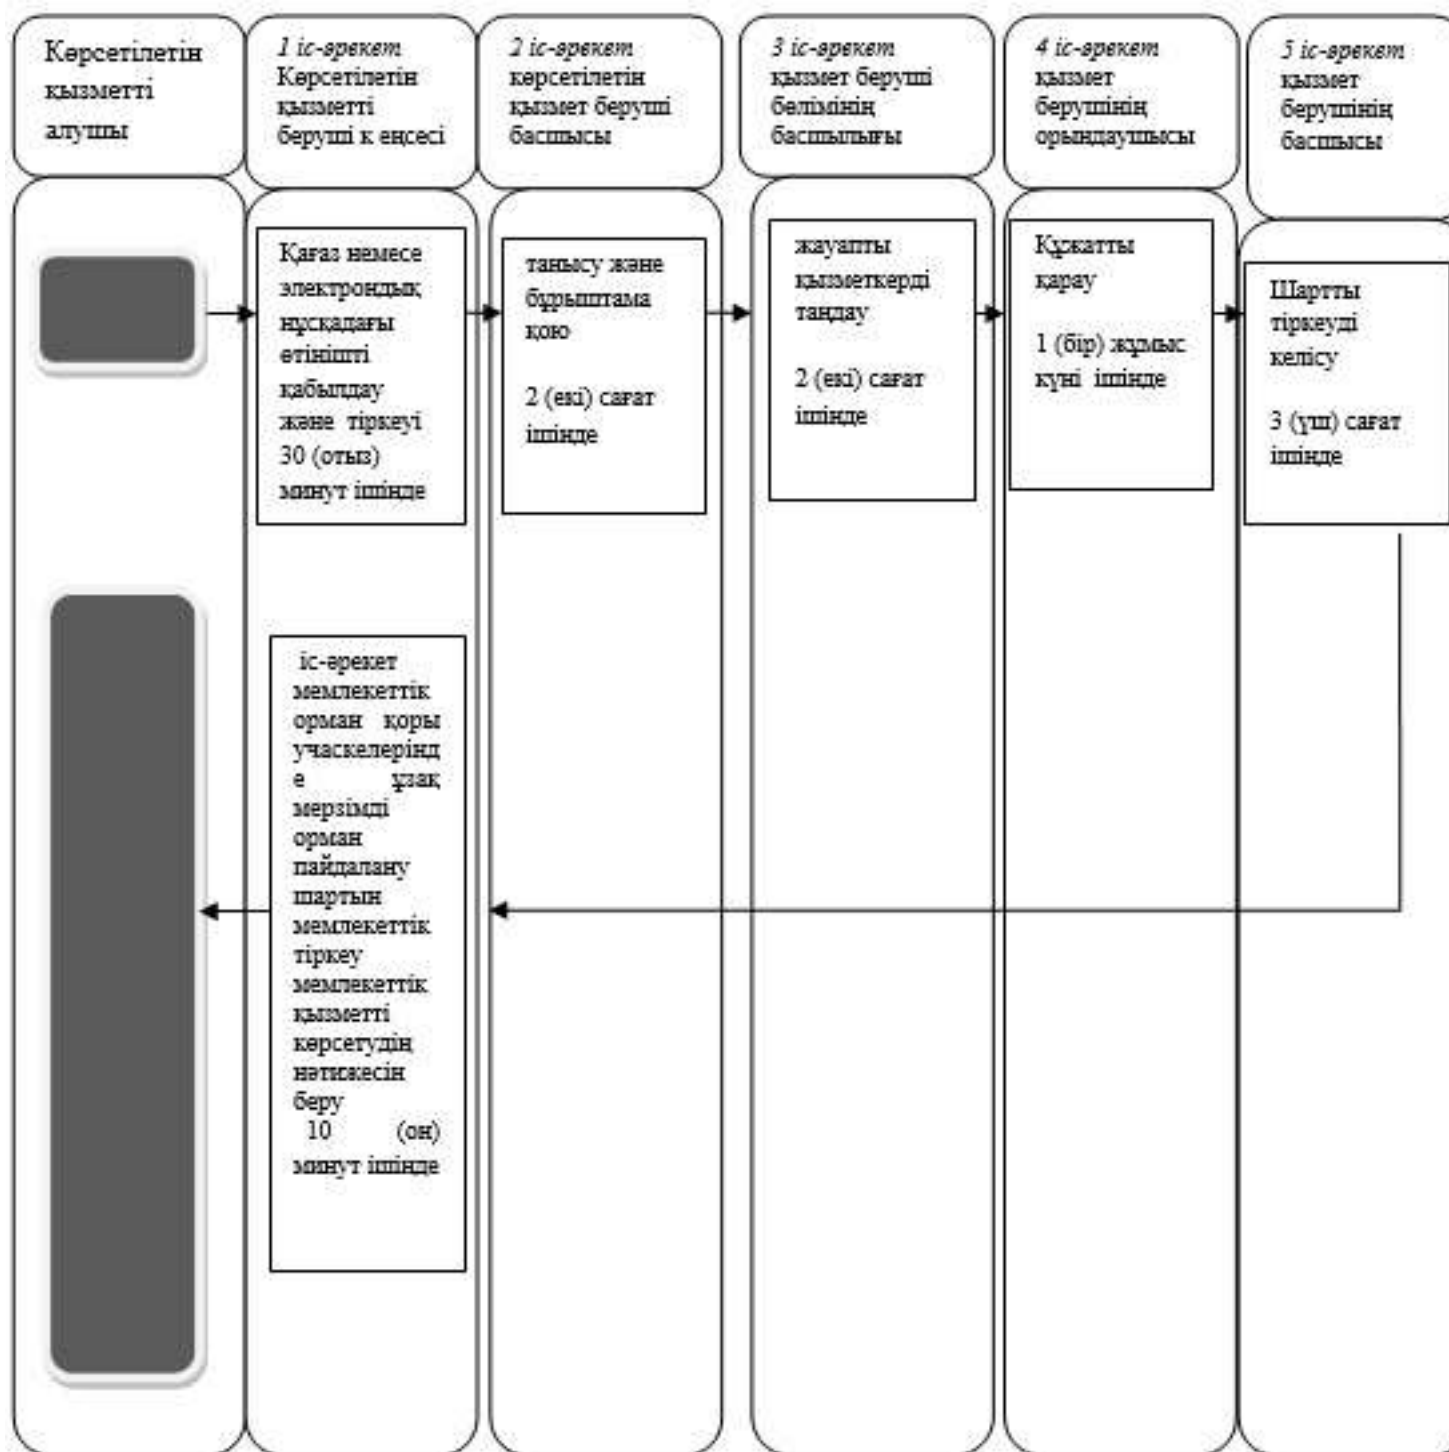 Көрсетілетін
қызметті
алушы
1 іс-әрекет
Көрсетілетін
қызметті
беруші к еңсесі
2 іс-әрекет
көрсетілетін
қызмет беруші
басшысы
3 іс-әрекет
қызмет беруші
бөлімінің
басшылығы
4 іс-әрекет
қызмет
берушінің
орындаушысы
5 іс-әрекет
қызмет
берушінің
басшысы
Қағаз немесе
электрондық
нұсқадағы
өтінішті
қабылдау
және тіркеуі
30 (отыз)
минут ішінде
танысу және
бұрыштама
қою
2 (екі) сағат
ішінде
жауапты
қызметкерді
таңдау
2 (екі) сағат
ішінде
Құжатты
қарау
1 (бір) жұмыс
күні ішінде
Шартты
тіркеуді
келісу
3 (үш) сағат
ішінде
іс-әрекет
мемлекеттік
орман қоры
учаскелерінд
е ұзақ
мерзімді
орман
пайдалану
шартын
мемлекеттік
тіркеу
мемлекеттік
қызметті
көрсетудің
нәтижесін
беру
10 (он)
минут ішінде